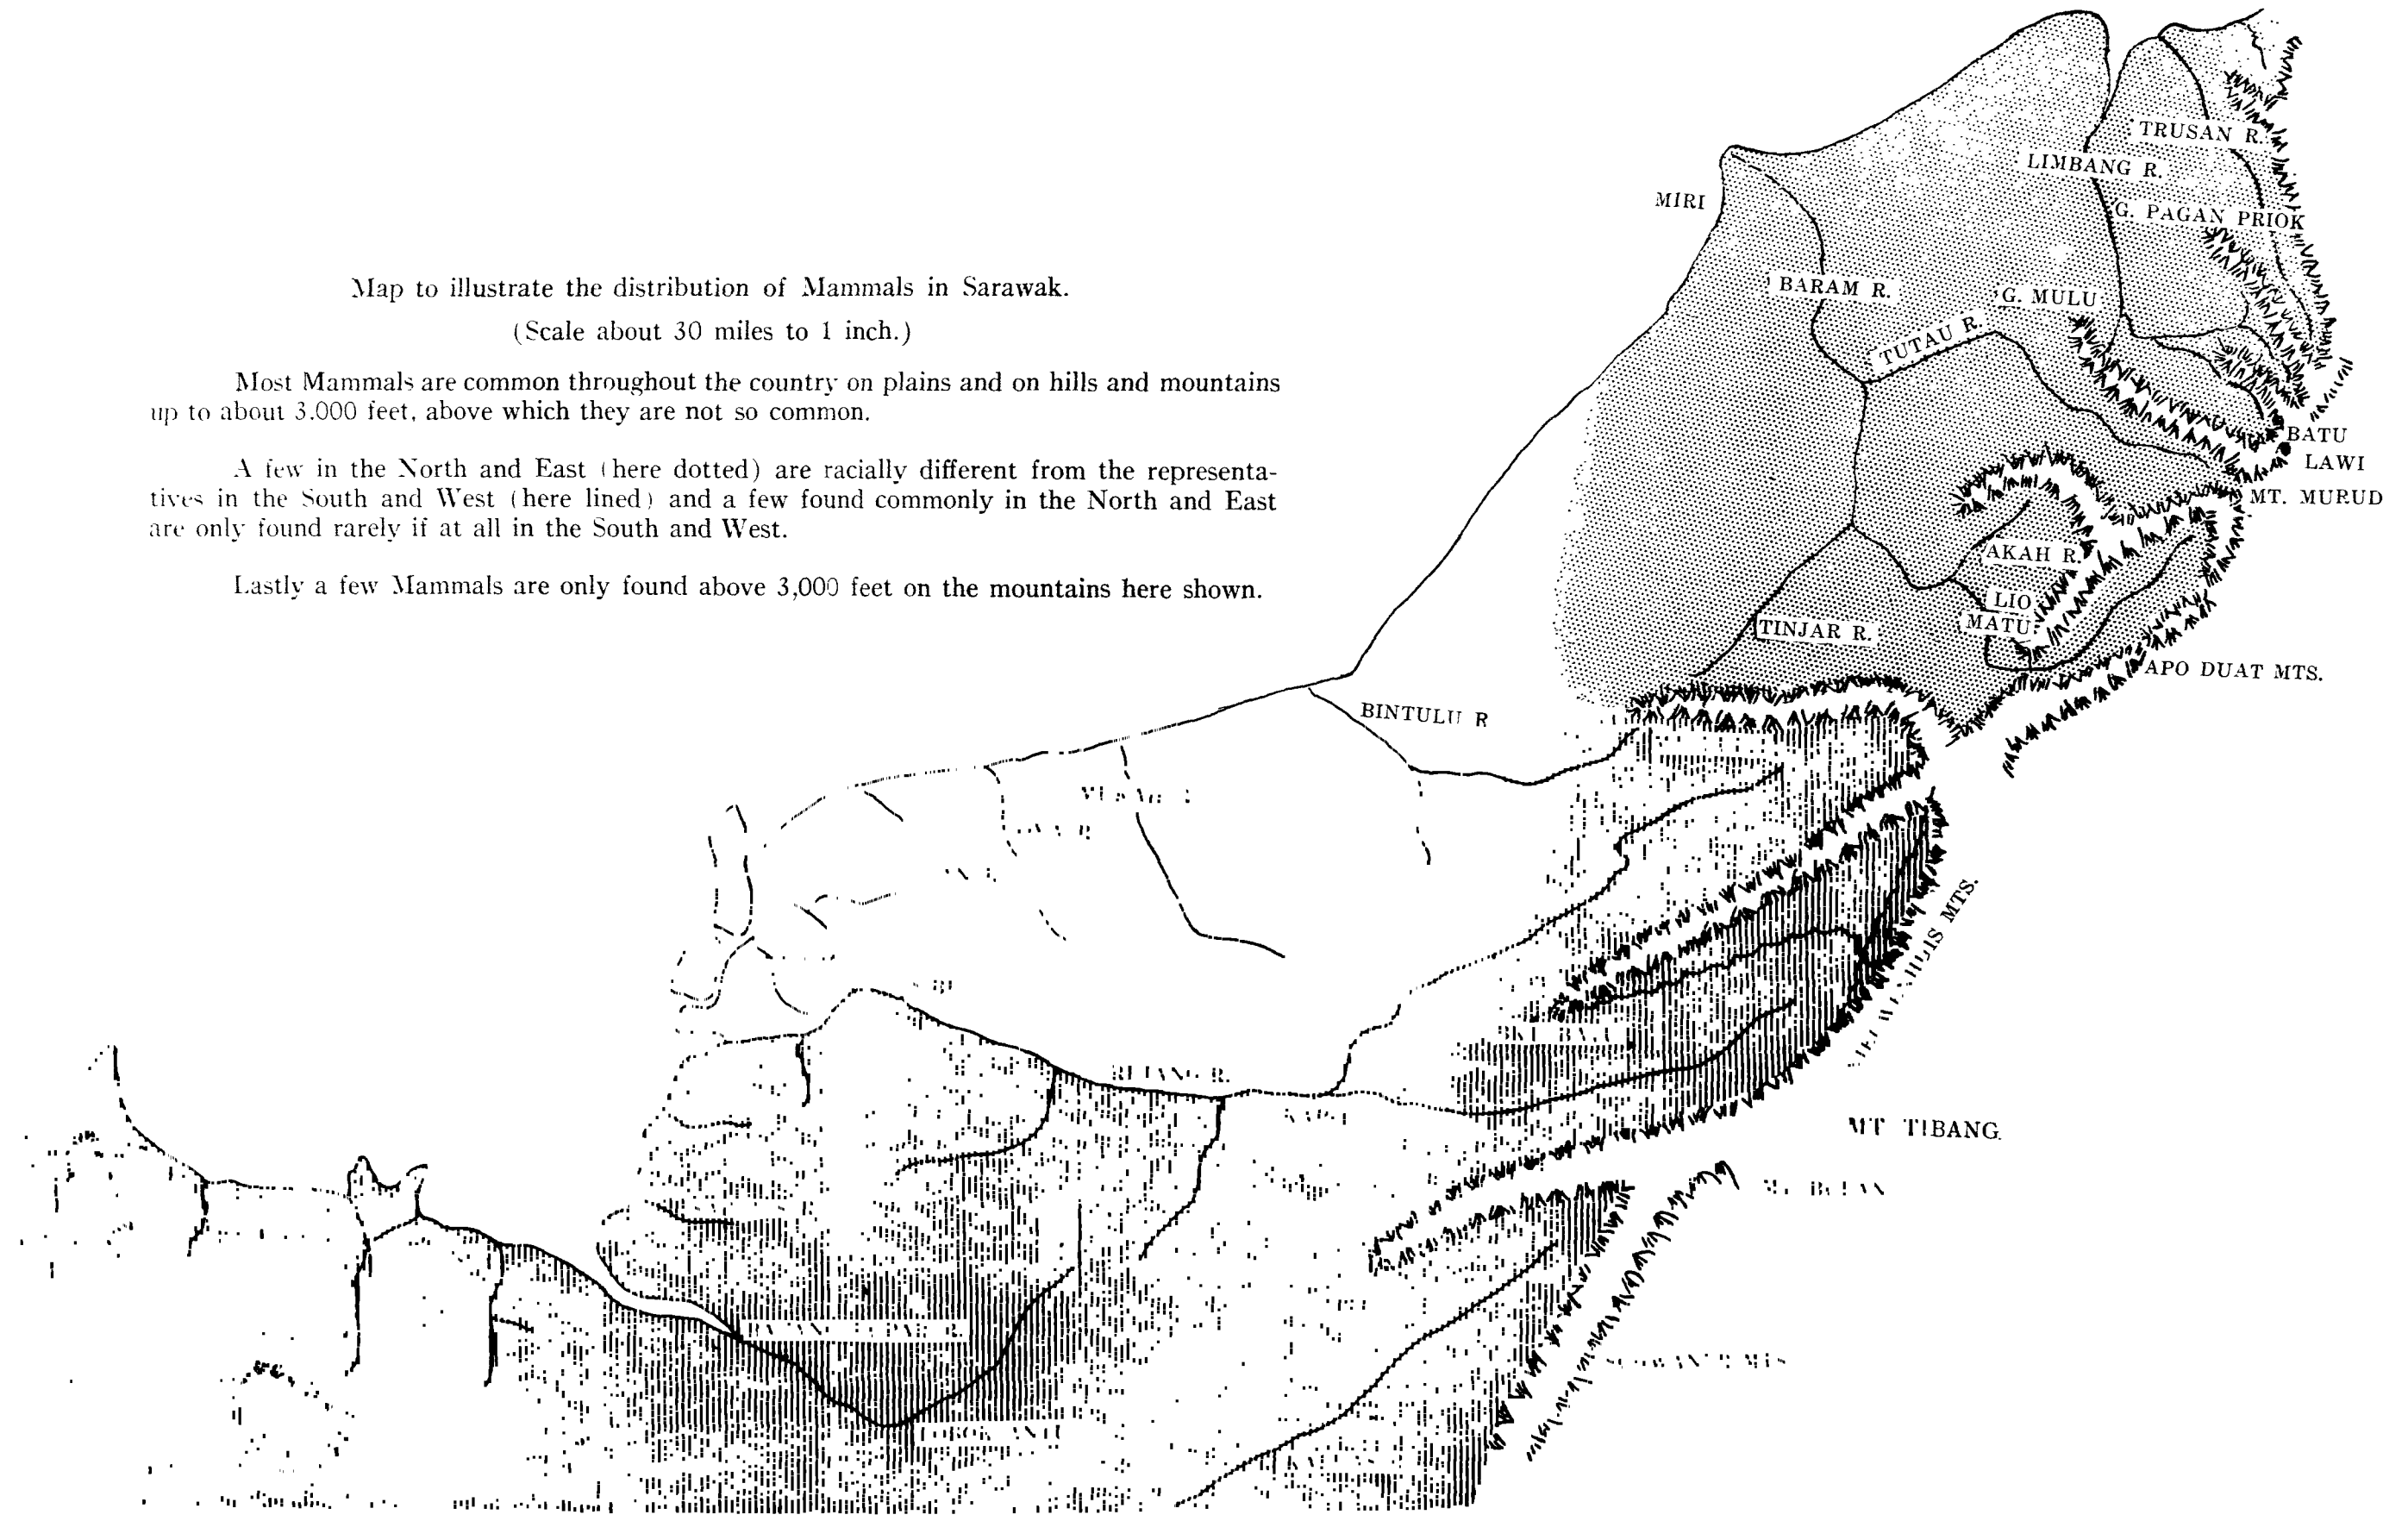 Map to illustrate the distribution of Mammals in Sarawak.
(Scale about 30 miles to 1 inch.)
Most Mammals are common throughout the country on plains and on hills and mountains
up to about 3.000 feet, above which they are not so common.
A few in the North and East (here dotted) are racially different from the representa-
tives in the South and West (here lined) and a few found commonly in the North and East
are only found rarely if at all in the South and West.
Lastly a few Mammals are only found above 3,000 feet on the mountains here shown.
TRUSAN R.
LIMBANG R.
MIRI
G. PAGAN PRIOK
BARAM R.
G. MULU
TUTAU R.
BATU
LAWI
MT. MURUD
AKAH R.
LIO
MATU
TINJAR R.
APO DUAT MTS.
BINTULU R
MTS.
REJANG R.
MT TIBANG.